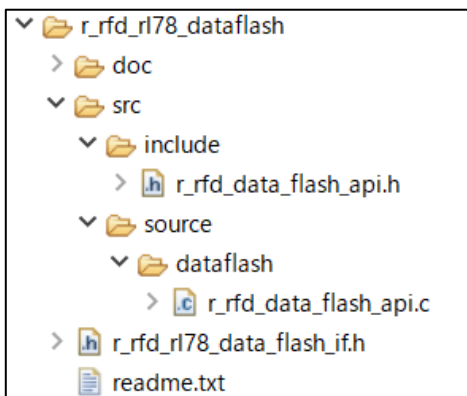 r_rfd_rl78_dataflash
doc
src
include
r_rfd_data_flash_api.h
source
dataflash
r_rfd_data_flash_api.c
r_rfd_rl78_data_flash_if.h
readme.txt